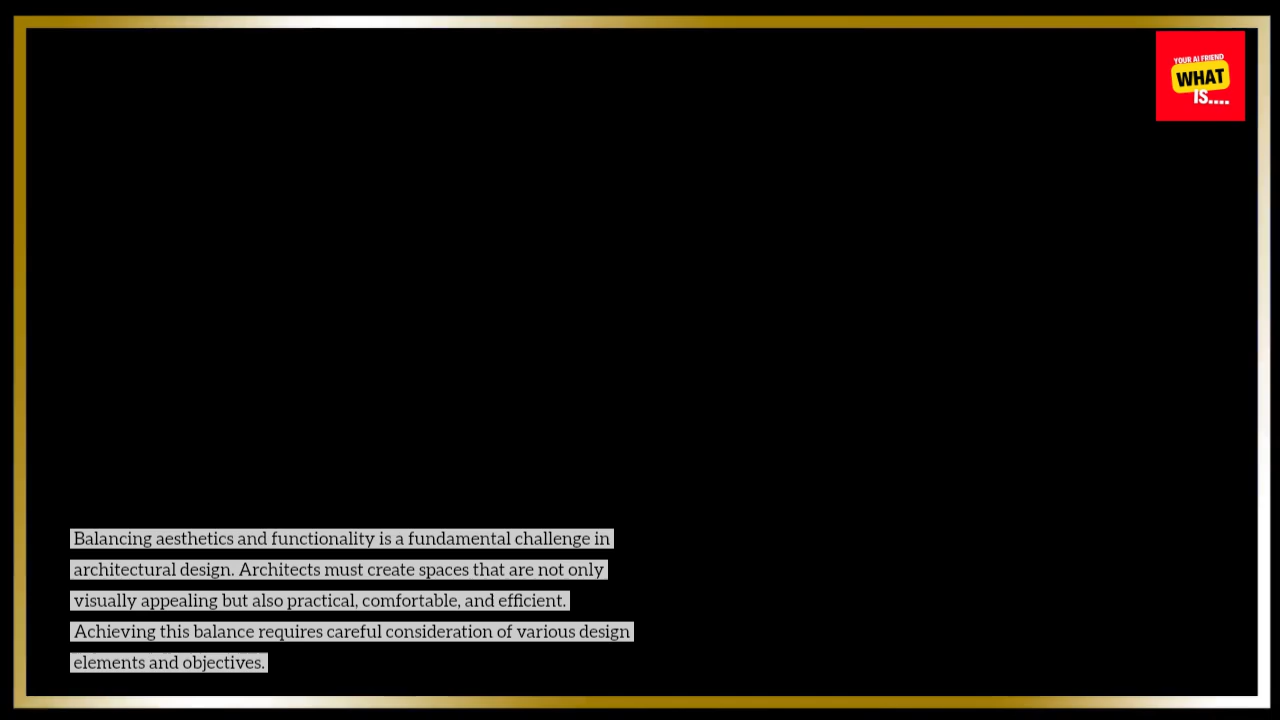 YOUR AI FRIEND
WHAT
IS....
Balancing aesthetics and functionality is a fundamental challenge in
architectural design. Architects must create spaces that are not only
visually appealing but also practical, comfortable, and efficient.
Achieving this balance requires careful consideration of various design
elements and objectives.